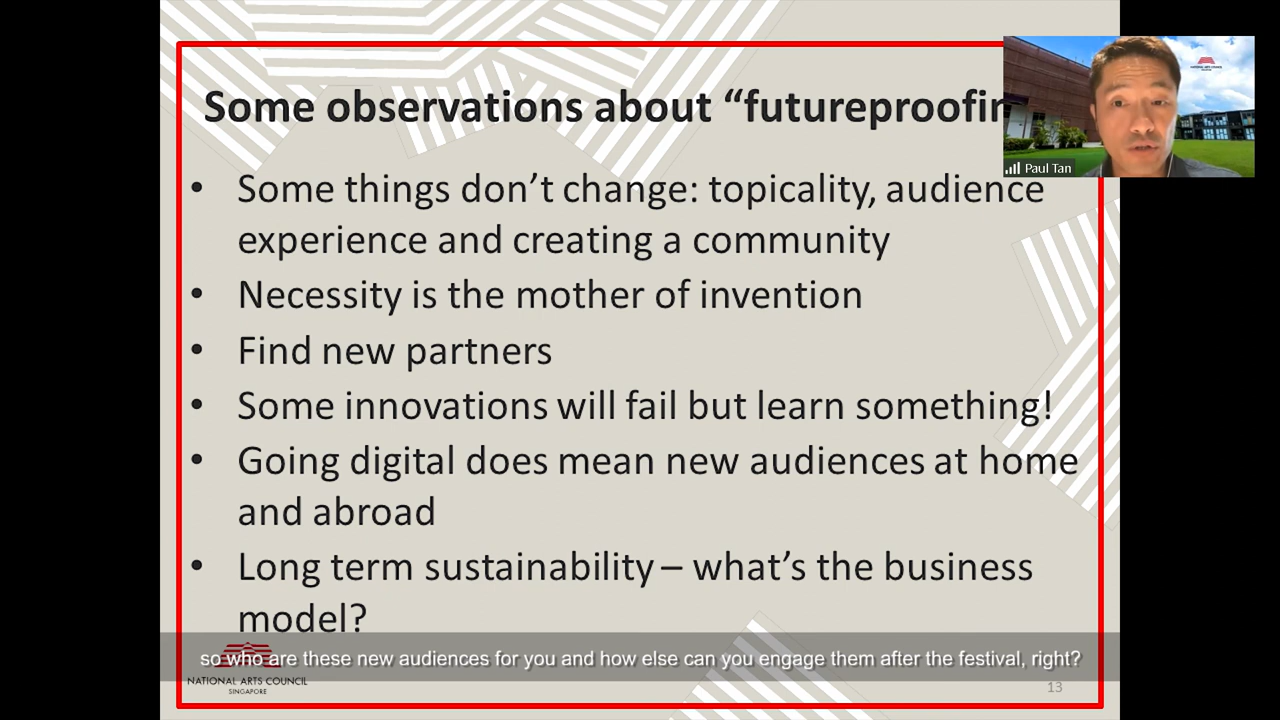 Some observations about “futureproofin
NATIONAL ARTS COUNCIL
Paul Tan
• Some things don’t change: topicality, audience
experience and creating a community
• Necessity is the mother of invention
• Find new partners
• Some innovations will fail but learn something!
• Going digital does mean new audiences at home
and abroad
• Long term sustainability – what’s the business
model?
so who are these new audiences for you and how else can you engage them after the festival, right?
NATIONAL ARTS COUNCIL
SINGAPORE
13